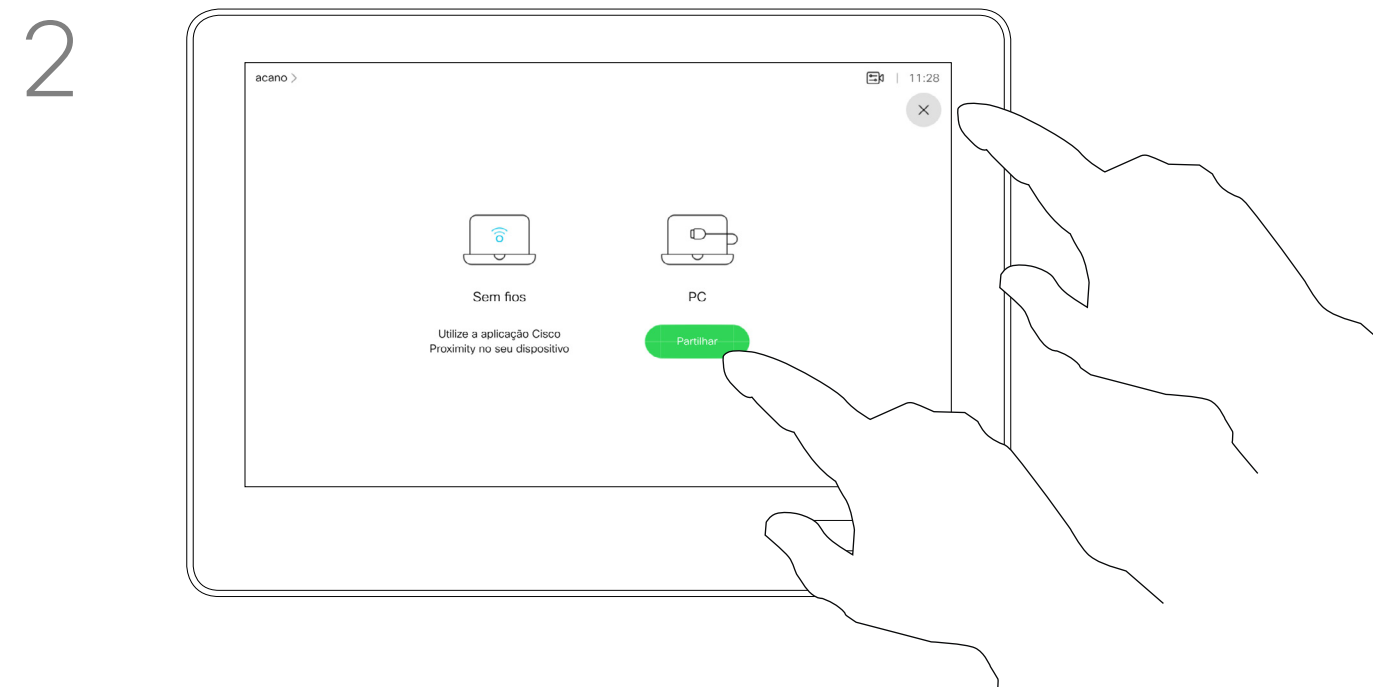 2
acano >
11:28
Sem fios
PC
Utilize a aplicação Cisco
Proximity no seu dispositivo
Partilhar